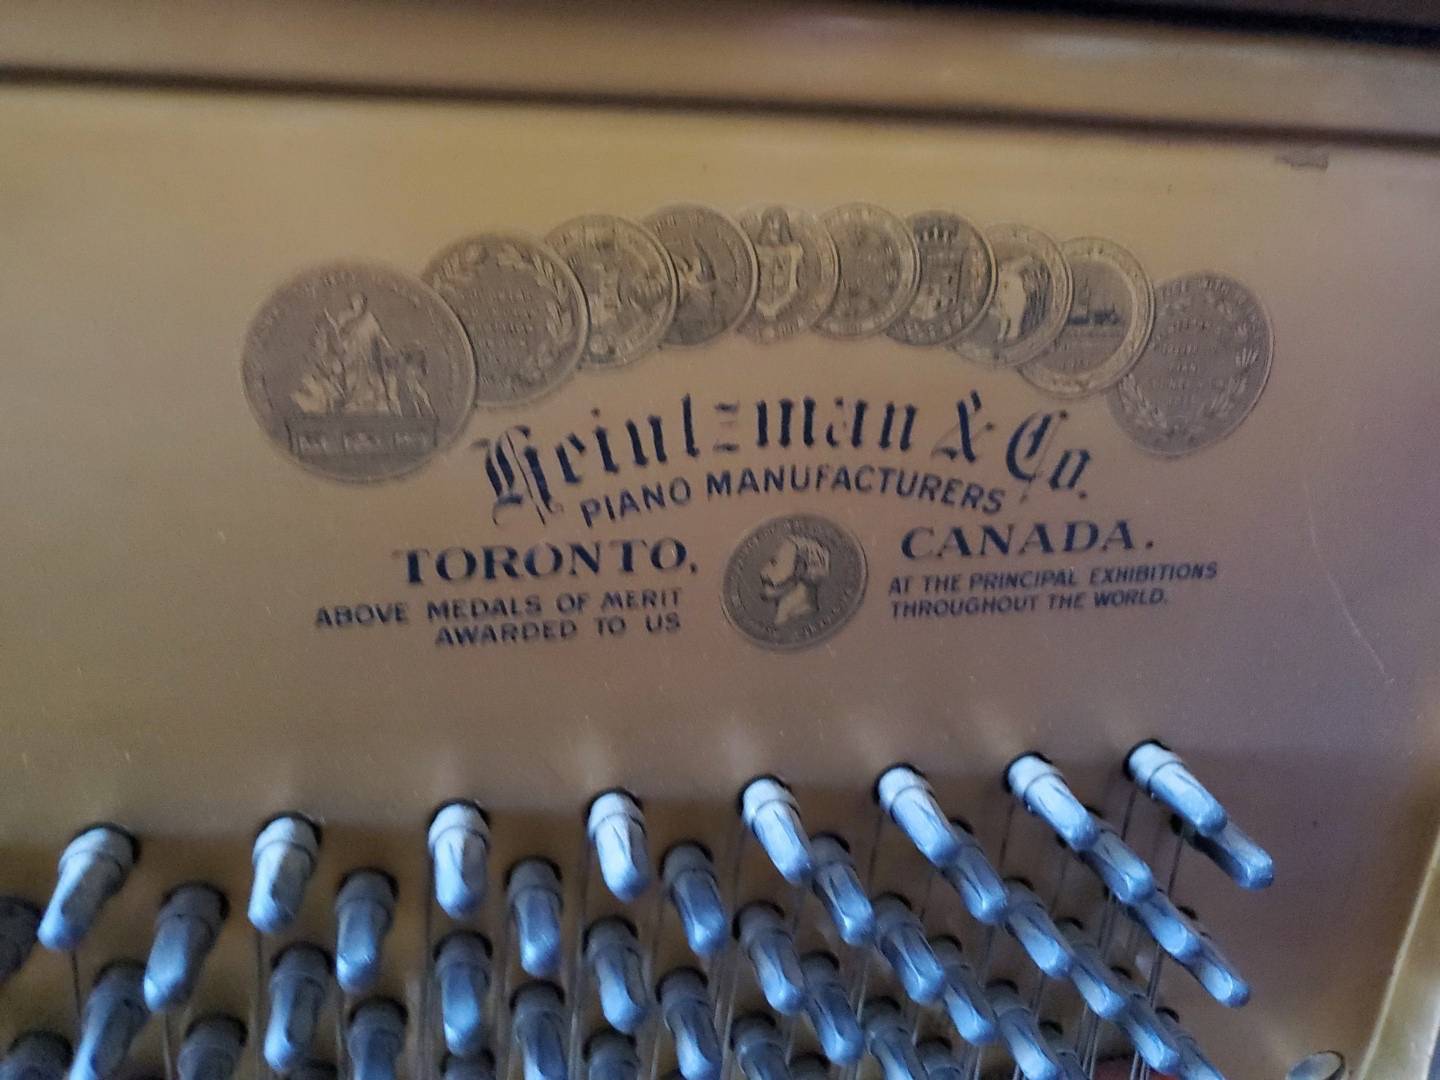 Heintzman & Co.
PIANO MANUFACTURERS
TORONTO, CANADA.
ABOVE MEDALS OF MERIT
AWARDED TO US
AT THE PRINCIPAL EXHIBITIONS
THROUGHOUT THE WORLD.